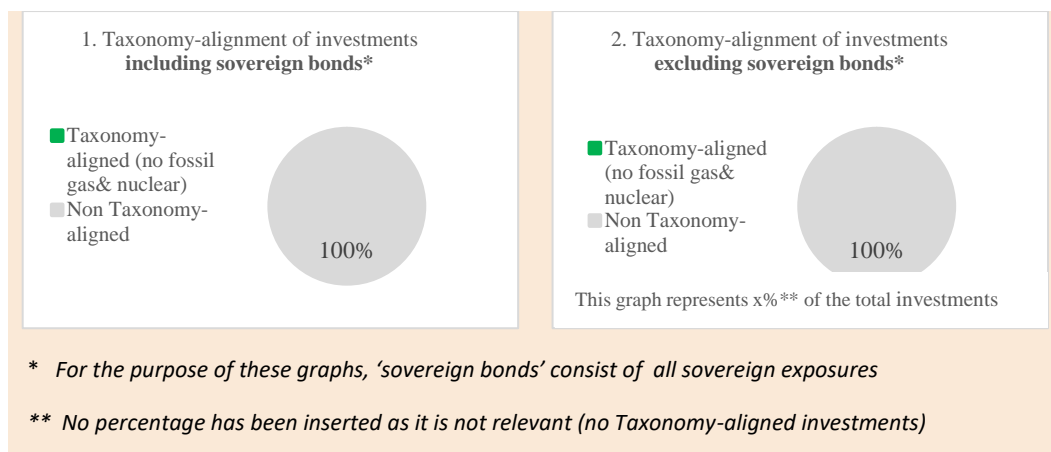 1. Taxonomy-alignment of investments
including sovereign bonds*
Taxonomy-
aligned (no fossil
gas& nuclear)
Non Taxonomy-
aligned
100%
2. Taxonomy-alignment of investments
excluding sovereign bonds*
Taxonomy-aligned
(no fossil gas&
nuclear)
Non Taxonomy-
aligned
100%
This graph represents x%** of the total investments
* For the purpose of these graphs, ‘sovereign bonds’ consist of all sovereign exposures
** No percentage has been inserted as it is not relevant (no Taxonomy-aligned investments)